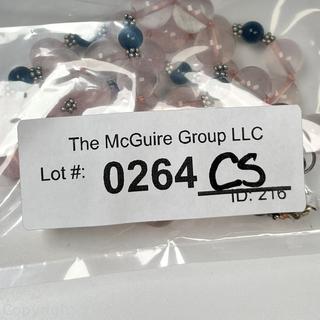 The McGuire Group LLC
Lot #: 0264 CS
ID: 216